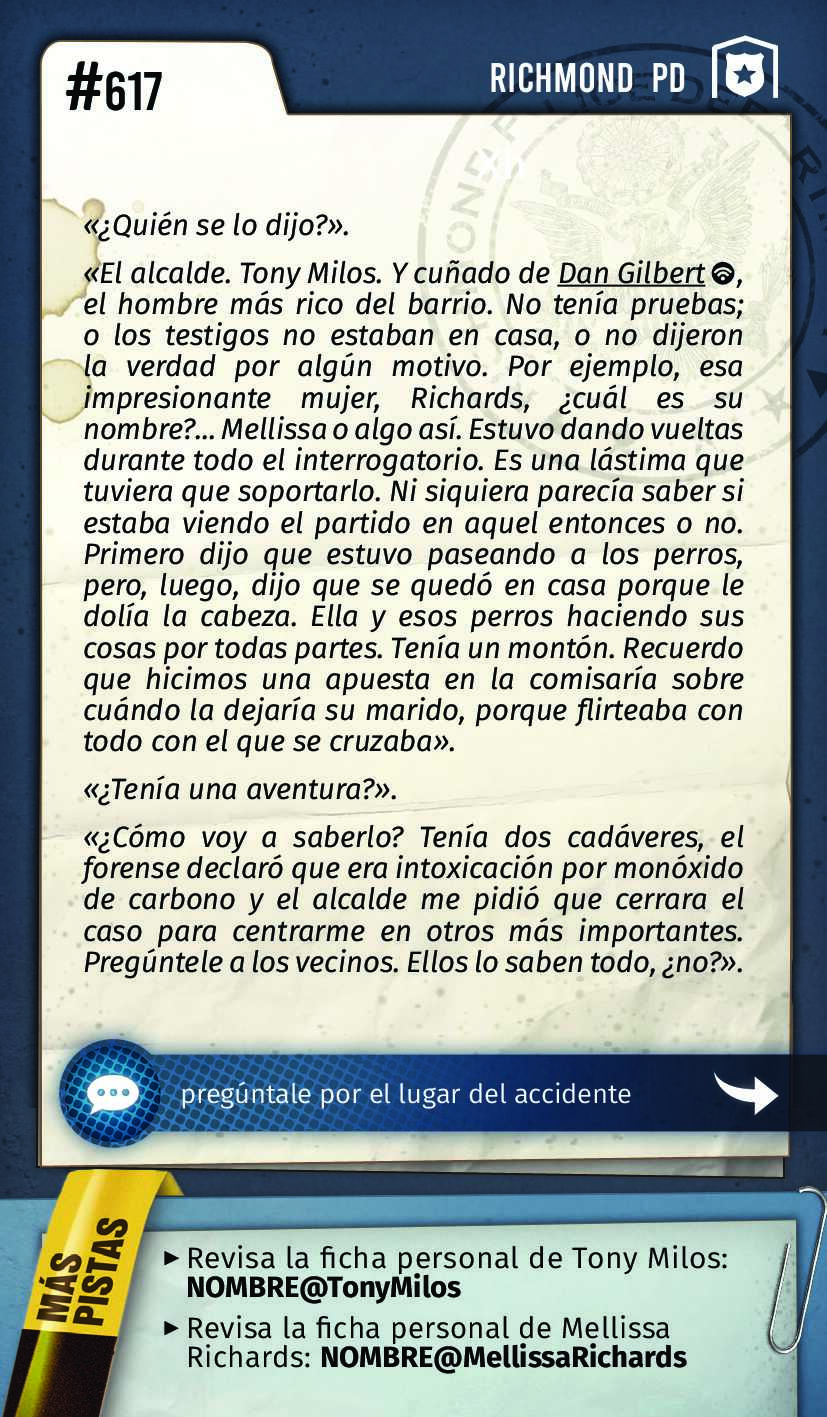 #617
RICHMOND PD
Xh
«¿Quién se lo dijo?».
«El alcalde. Tony Milos. Y cuñado de Dan Gilbert,
el hombre más rico del barrio. No tenía pruebas;
o los testigos no estaban en casa, o no dijeron
la verdad por algún motivo. Por ejemplo, esa
impresionante mujer, Richards, ¿cuál es su
nombre?... Mellissa o algo así. Estuvo dando vueltas
durante todo el interrogatorio. Es una lástima que
tuviera que soportarlo. Ni siquiera parecía saber si
estaba viendo el partido en aquel entonces o no.
Primero dijo que estuvo paseando a los perros,
pero, luego, dijo que se quedó en casa porque le
dolía la cabeza. Ella y esos perros haciendo sus
cosas por todas partes. Tenía un montón. Recuerdo
que hicimos una apuesta en la comisaría sobre
cuándo la dejaría su marido, porque flirteaba con
todo con el que se cruzaba».
«¿Tenía una aventura?».
«¿Cómo voy a saberlo? Tenía dos cadáveres, el
forense declaró que era intoxicación por monóxido
de carbono y el alcalde me pidió que cerrara el
caso para centrarme en otros más importantes.
Pregúntele a los vecinos. Ellos lo saben todo, ¿no?».
pregúntale por el lugar del accidente
MÁS
PISTAS
▸ Revisa la ficha personal de Tony Milos:
NOMBRE@TonyMilos
▸ Revisa la ficha personal de Mellissa
Richards: NOMBRE@MellissaRichards